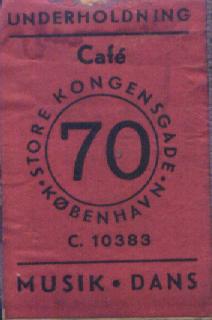 UNDERHOLDNING
Café
• STORE KONGENSGADE •
70
KØBENHAVN
C. 10383
MUSIK • DANS